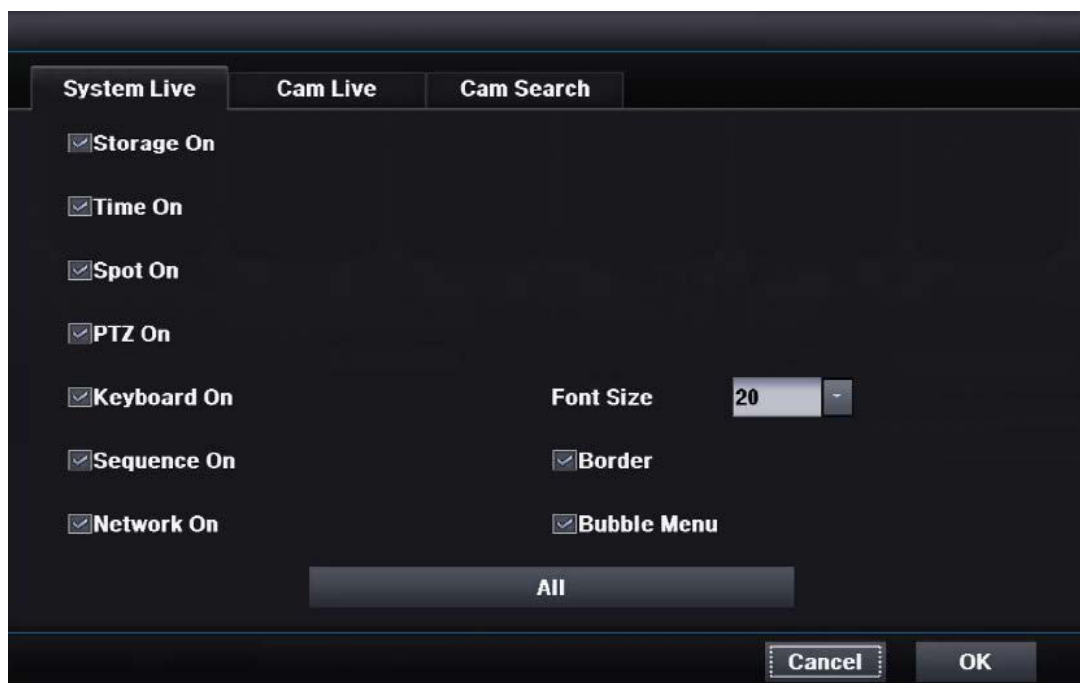 System Live Cam Live Cam Search
Storage On
Time On
Spot On
PTZ On
Keyboard On Font Size 20
Sequence On Border
Network On Bubble Menu
All
Cancel OK